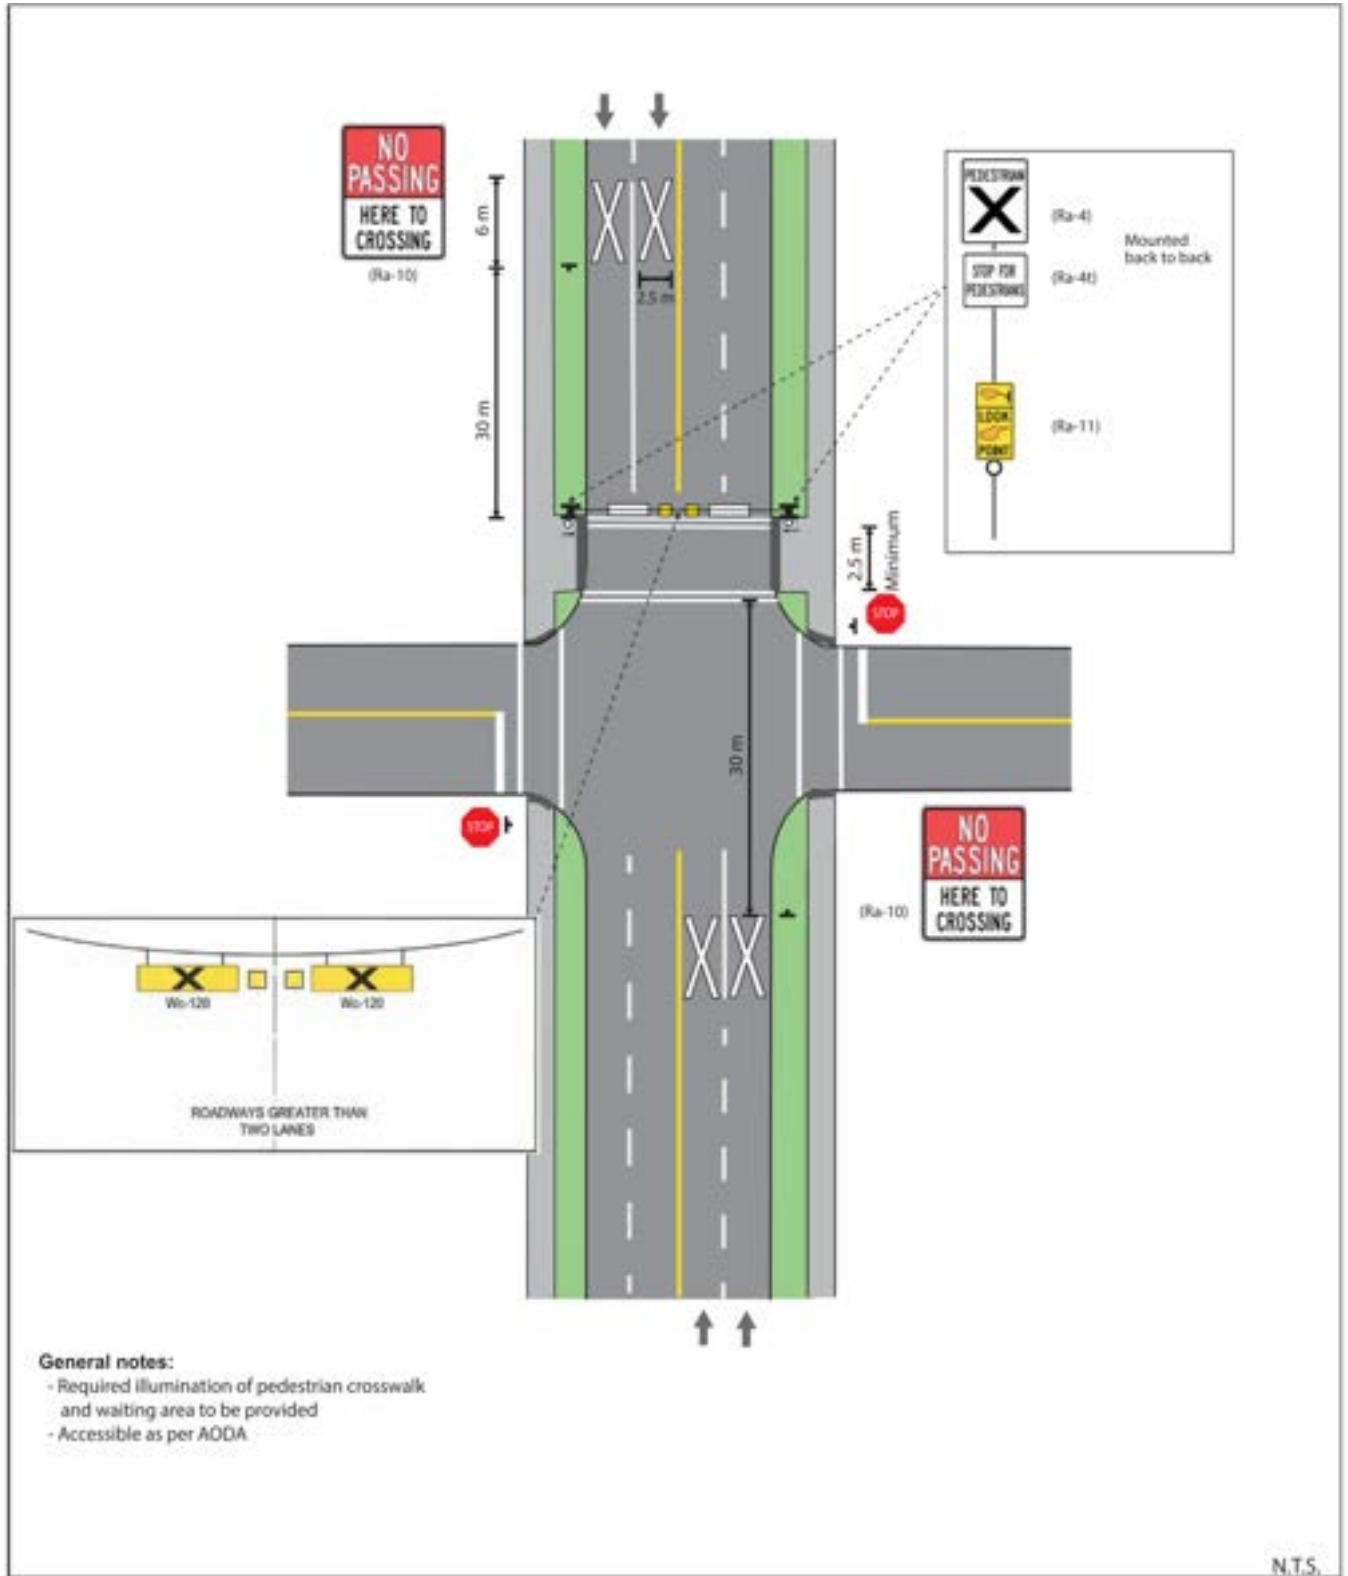 NO
PASSING
HERE TO
CROSSING
(Ra-10)
6 m
2.5 m
30 m
PEDESTRIAN
X
(Ra-4)
Mounted
back to back
STOP FOR
PEDESTRIANS
(Ra-4t)
LOOK
POINT
(Ra-11)
2.5 m
Minimum
STOP
30 m
STOP
NO
PASSING
HERE TO
CROSSING
(Ra-10)
X X
Wc-120 Wc-120
ROADWAYS GREATER THAN
TWO LANES
General notes:
- Required illumination of pedestrian crosswalk
and waiting area to be provided
- Accessible as per AODA
N.T.S.